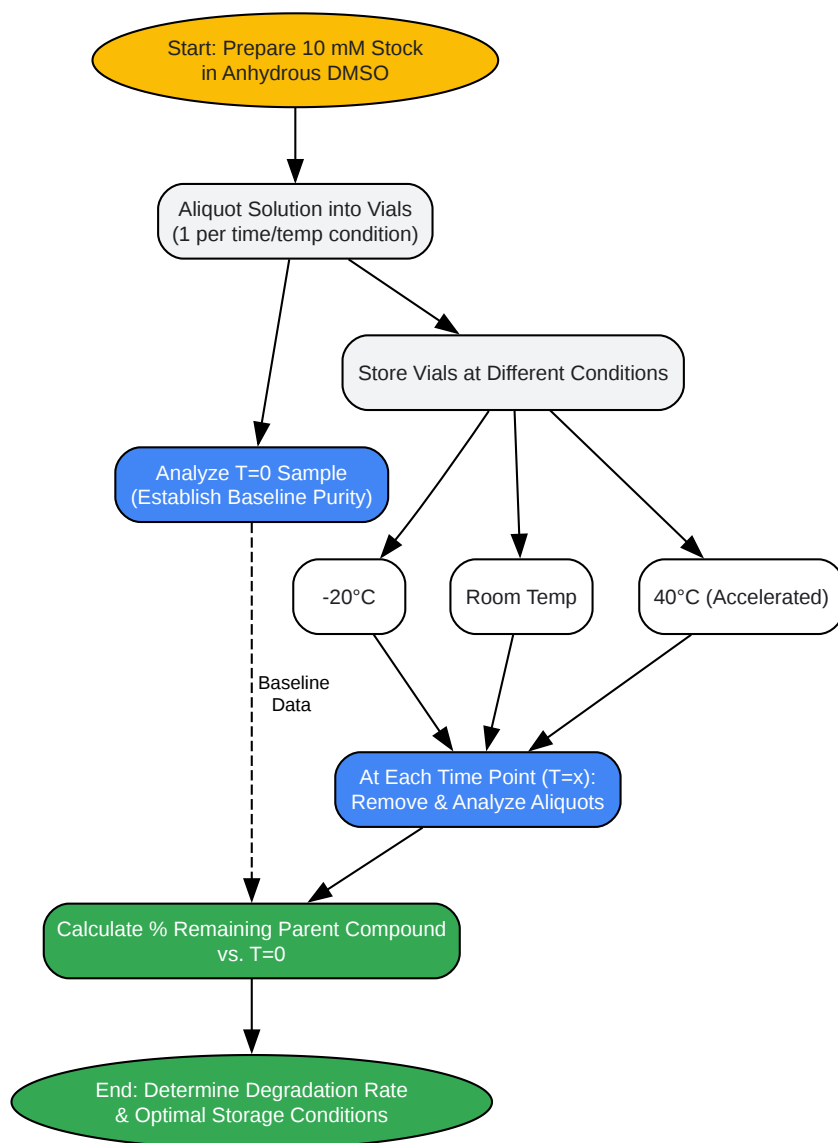 Start: Prepare 10 mM Stock
in Anhydrous DMSO
Aliquot Solution into Vials
(1 per time/temp condition)
Store Vials at Different Conditions
Analyze T=0 Sample
(Establish Baseline Purity)
-20°C
Room Temp
40°C (Accelerated)
Baseline
Data
At Each Time Point (T=x):
Remove & Analyze Aliquots
Calculate % Remaining Parent Compound
vs. T=0
End: Determine Degradation Rate
& Optimal Storage Conditions